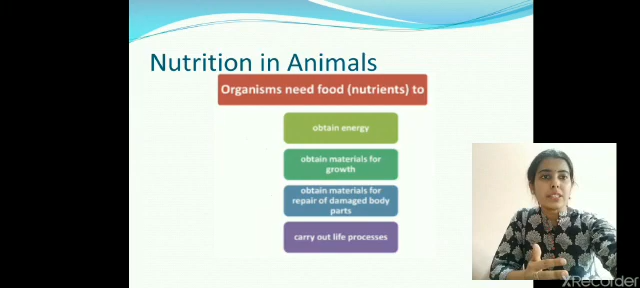 Nutrition in Animals
Organisms need food (nutrients) to
obtain energy
obtain materials for
growth
obtain materials for
repair of damaged body
parts
carry out life processes
XRecorder